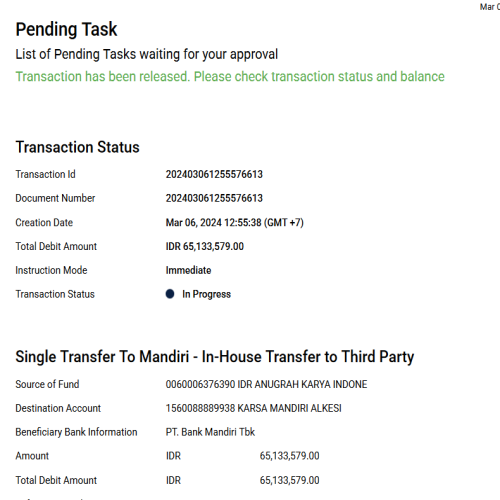 Mar 0
Pending Task
List of Pending Tasks waiting for your approval
Transaction has been released. Please check transaction status and balance
Transaction Status
Transaction Id 202403061255576613
Document Number 202403061255576613
Creation Date Mar 06, 2024 12:55:38 (GMT +7)
Total Debit Amount IDR 65,133,579.00
Instruction Mode Immediate
Transaction Status In Progress
Single Transfer To Mandiri - In-House Transfer to Third Party
Source of Fund 0060006376390 IDR ANUGRAH KARYA INDONE
Destination Account 1560088889938 KARSA MANDIRI ALKESI
Beneficiary Bank Information PT. Bank Mandiri Tbk
Amount IDR 65,133,579.00
Total Debit Amount IDR 65,133,579.00